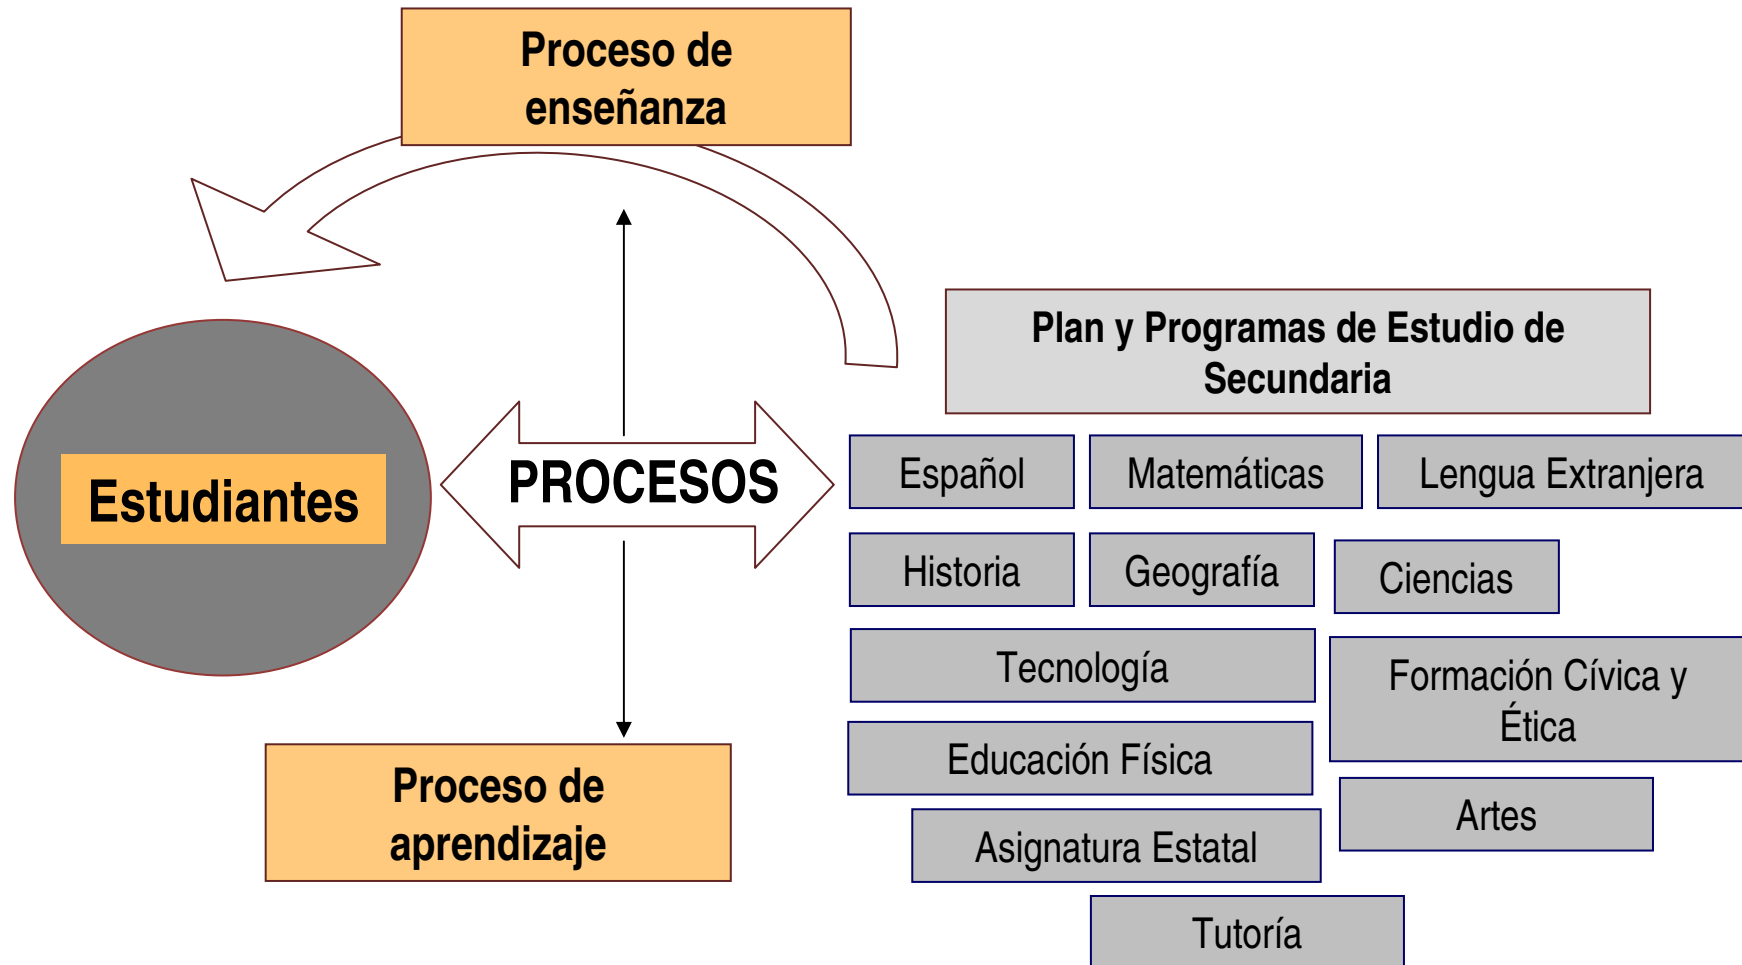 Proceso de
enseñanza
Plan y Programas de Estudio de
Secundaria
Estudiantes
PROCESOS
Español
Matemáticas
Lengua Extranjera
Historia
Geografía
Ciencias
Tecnología
Formación Cívica y
Ética
Educación Física
Artes
Asignatura Estatal
Tutoría
Proceso de
aprendizaje